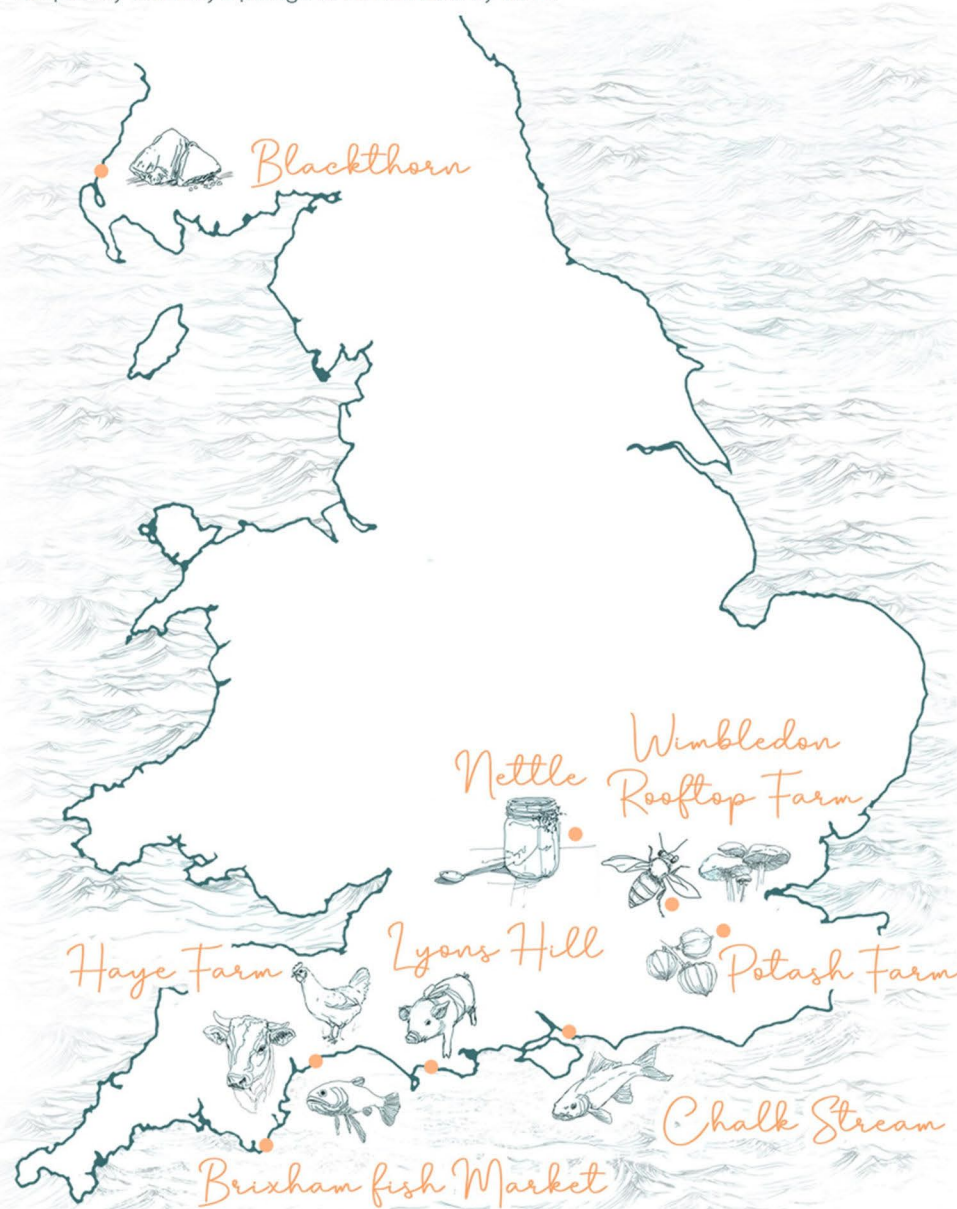 Blackthorn
Nettle
Wimbledon
Rooftop Farm
Lyons Hill
Haye Farm
Potash Farm
Chalk Stream
Brixham fish Market